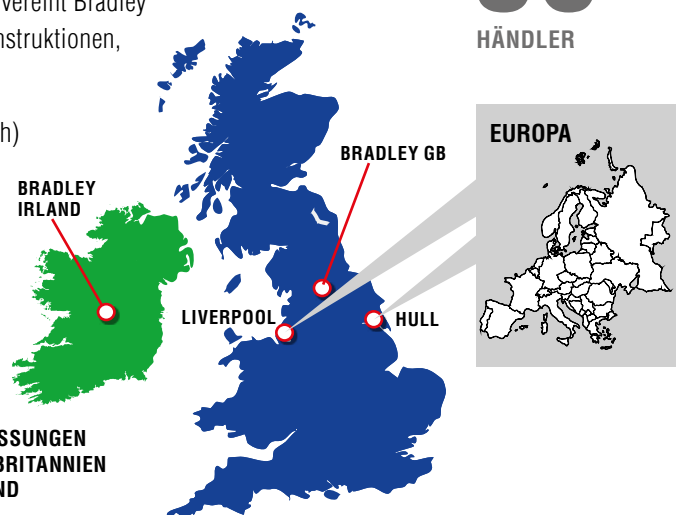 vereint Bradley
nstruktionen,
HÄNDLER
h)
EUROPA
BRADLEY GB
BRADLEY
IRLAND
LIVERPOOL
HULL
SSUNGEN
BRITANNIEN
ND